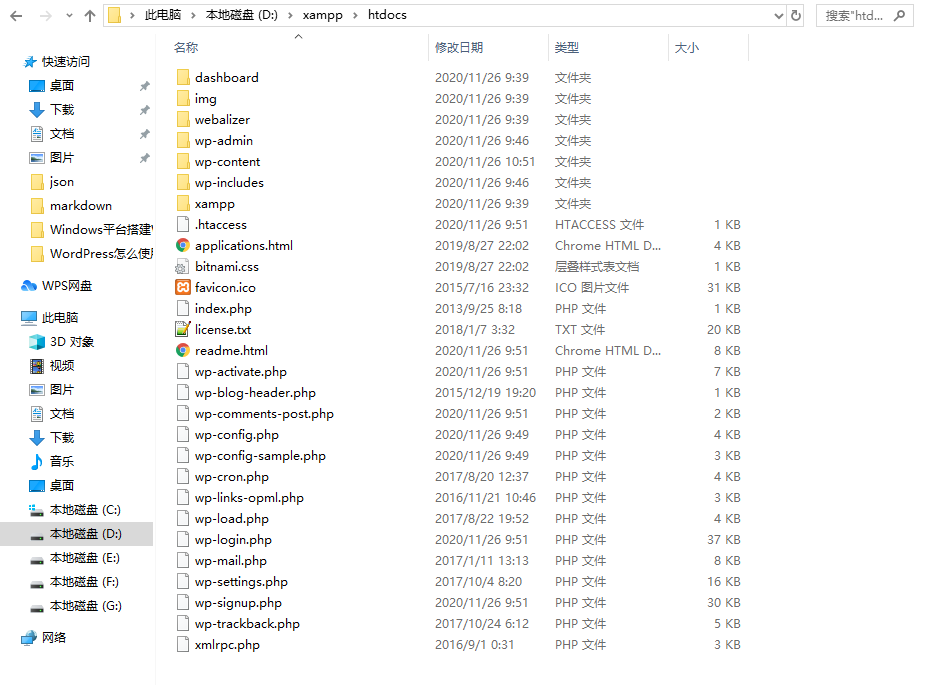 此电脑 本地磁盘 (D:) xampp htdocs 搜索"htd...
名称 修改日期 类型 大小
快速访问
桌面
下载
文档
图片
json
markdown
Windows平台搭建
WordPress怎么使用
WPS网盘
此电脑
3D 对象
视频
图片
文档
下载
音乐
桌面
本地磁盘 (C:)
本地磁盘 (D:)
本地磁盘 (E:)
本地磁盘 (F:)
本地磁盘 (G:)
网络
dashboard 2020/11/26 9:39 文件夹
img 2020/11/26 9:39 文件夹
webalizer 2020/11/26 9:39 文件夹
wp-admin 2020/11/26 9:46 文件夹
wp-content 2020/11/26 10:51 文件夹
wp-includes 2020/11/26 9:46 文件夹
xampp 2020/11/26 9:39 文件夹
.htaccess 2020/11/26 9:51 HTACCESS 文件 1 KB
applications.html 2019/8/27 22:02 Chrome HTML D... 4 KB
bitnami.css 2019/8/27 22:02 层叠样式表文档 1 KB
favicon.ico 2015/7/16 23:32 ICO 图片文件 31 KB
index.php 2013/9/25 8:18 PHP 文件 1 KB
license.txt 2018/1/7 3:32 TXT 文件 20 KB
readme.html 2020/11/26 9:51 Chrome HTML D... 8 KB
wp-activate.php 2020/11/26 9:51 PHP 文件 7 KB
wp-blog-header.php 2015/12/19 19:20 PHP 文件 1 KB
wp-comments-post.php 2020/11/26 9:51 PHP 文件 2 KB
wp-config.php 2020/11/26 9:49 PHP 文件 4 KB
wp-config-sample.php 2020/11/26 9:49 PHP 文件 3 KB
wp-cron.php 2017/8/20 12:37 PHP 文件 4 KB
wp-links-opml.php 2016/11/21 10:46 PHP 文件 3 KB
wp-load.php 2017/8/22 19:52 PHP 文件 4 KB
wp-login.php 2020/11/26 9:51 PHP 文件 37 KB
wp-mail.php 2017/1/11 13:13 PHP 文件 8 KB
wp-settings.php 2017/10/4 8:20 PHP 文件 16 KB
wp-signup.php 2020/11/26 9:51 PHP 文件 30 KB
wp-trackback.php 2017/10/24 6:12 PHP 文件 5 KB
xmlrpc.php 2016/9/1 0:31 PHP 文件 3 KB